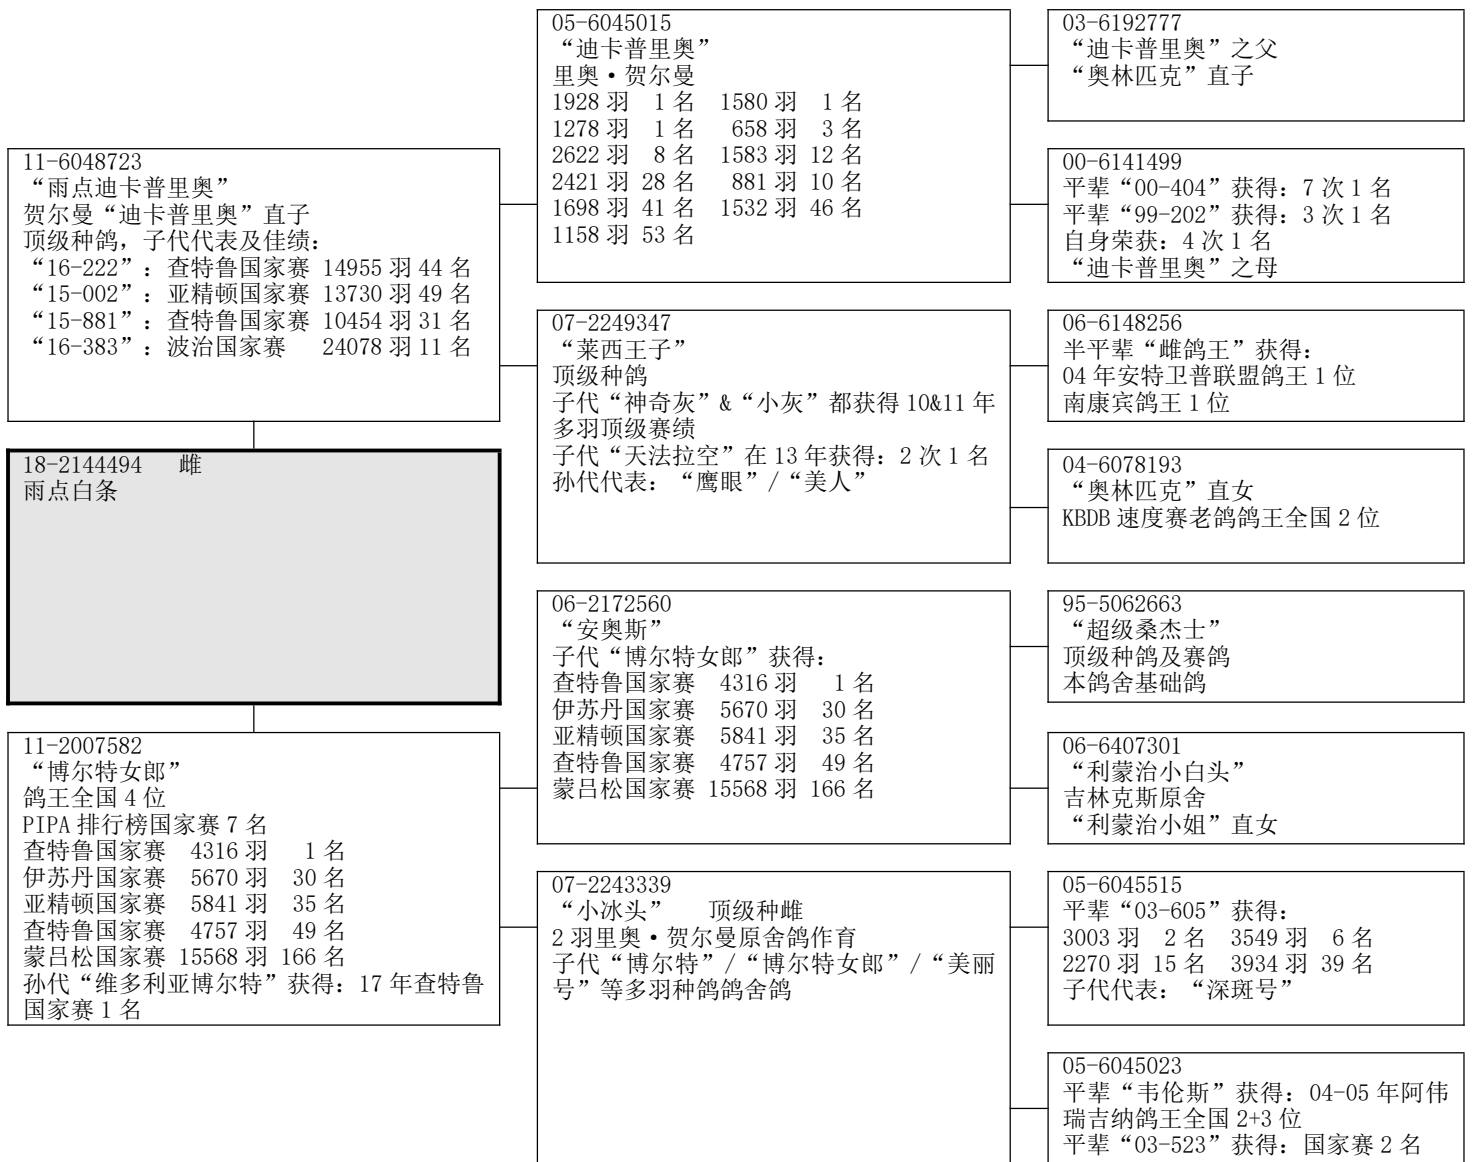 11-6048723
“雨点迪卡普里奥”
贺尔曼“迪卡普里奥”直子
顶级种鸽，子代代表及佳绩：
“16-222”：查特鲁国家赛 14955 羽 44 名
“15-002”：亚精顿国家赛 13730 羽 49 名
“15-881”：查特鲁国家赛 10454 羽 31 名
“16-383”：波治国家赛 24078 羽 11 名
18-2144494 雌
雨点白条
11-2007582
“博尔特女郎”
鸽王全国 4 位
PIPA 排行榜国家赛 7 名
查特鲁国家赛 4316 羽 1 名
伊苏丹国家赛 5670 羽 30 名
亚精顿国家赛 5841 羽 35 名
查特鲁国家赛 4757 羽 49 名
蒙吕松国家赛 15568 羽 166 名
孙代“维多利亚博尔特”获得：17 年查特鲁
国家赛 1 名
05-6045015
“迪卡普里奥”
里奥·贺尔曼
1928 羽 1 名 1580 羽 1 名
1278 羽 1 名 658 羽 3 名
2622 羽 8 名 1583 羽 12 名
2421 羽 28 名 881 羽 10 名
1698 羽 41 名 1532 羽 46 名
1158 羽 53 名
07-2249347
“莱西王子”
顶级种鸽
子代“神奇灰”&“小灰”都获得 10&11 年
多羽顶级赛绩
子代“天法拉空”在 13 年获得：2 次 1 名
孙代代表：“鹰眼”/“美人”
06-2172560
“安奥斯”
子代“博尔特女郎”获得：
查特鲁国家赛 4316 羽 1 名
伊苏丹国家赛 5670 羽 30 名
亚精顿国家赛 5841 羽 35 名
查特鲁国家赛 4757 羽 49 名
蒙吕松国家赛 15568 羽 166 名
07-2243339
“小冰头” 顶级种雌
2 羽里奥·贺尔曼原舍鸽作育
子代“博尔特”/“博尔特女郎”/“美丽
号”等多羽种鸽鸽舍鸽
03-6192777
“迪卡普里奥”之父
“奥林匹克”直子
00-6141499
平辈“00-404”获得：7 次 1 名
平辈“99-202”获得：3 次 1 名
自身荣获：4 次 1 名
“迪卡普里奥”之母
06-6148256
半平辈“雌鸽王”获得：
04 年安特卫普联盟鸽王 1 位
南康宾鸽王 1 位
04-6078193
“奥林匹克”直女
KBDB 速度赛老鸽鸽王全国 2 位
95-5062663
“超级桑杰士”
顶级种鸽及赛鸽
本鸽舍基础鸽
06-6407301
“利蒙治小白头”
吉林克斯原舍
“利蒙治小姐”直女
05-6045515
平辈“03-605”获得：
3003 羽 2 名 3549 羽 6 名
2270 羽 15 名 3934 羽 39 名
子代代表：“深斑号”
05-6045023
平辈“韦伦斯”获得：04-05 年阿伟
瑞吉纳鸽王全国 2+3 位
平辈“03-523”获得：国家赛 2 名